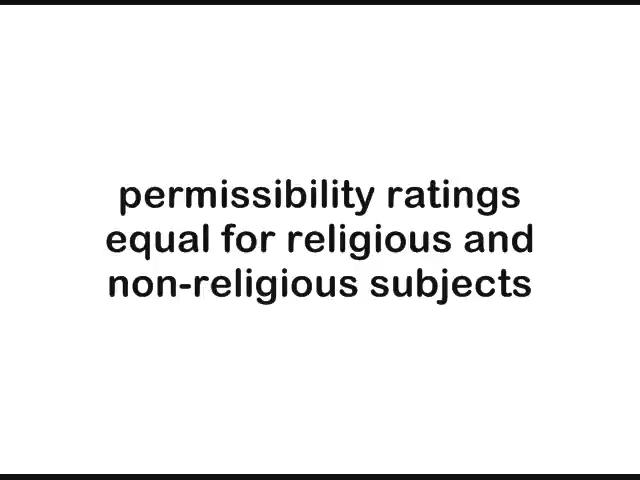 permissibility ratings
equal for religious and
non-religious subjects